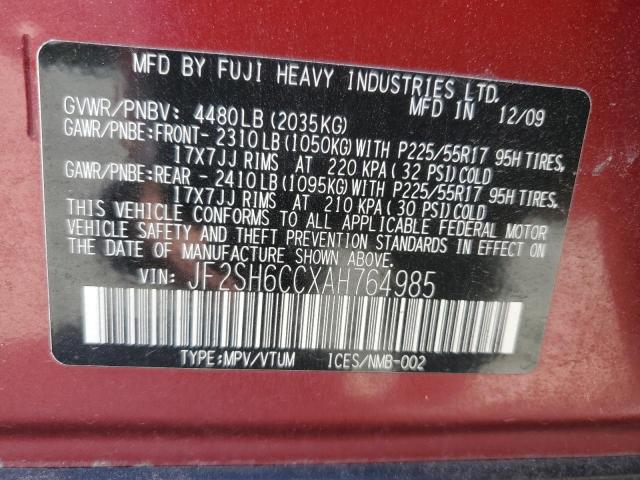 MFD BY FUJI HEAVY INDUSTRIES LTD.
MFD IN 12/09
GVWR/PNBV: 4480LB (2035KG)
GAWR/PNBE:FRONT- 2310LB (1050KG) WITH P225/55R17 95H TIRES,
17X7JJ RIMS AT 220 KPA (32 PSI) COLD
GAWR/PNBE:REAR - 2410LB (1095KG) WITH P225/55R17 95H TIRES,
17X7JJ RIMS AT 210 KPA (30 PSI) COLD
THIS VEHICLE CONFORMS TO ALL APPLICABLE FEDERAL MOTOR
VEHICLE SAFETY AND THEFT PREVENTION STANDARDS IN EFFECT ON
THE DATE OF MANUFACTURE SHOWN ABOVE.
VIN: JF2SH6CCXAH764985
TYPE:MPV/VTUM ICES/NMB-002